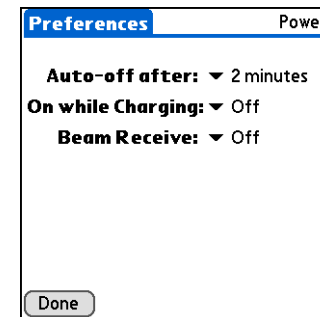 Preferences Powe
Auto-off after: 2 minutes
On while Charging: Off
Beam Receive: Off
Done